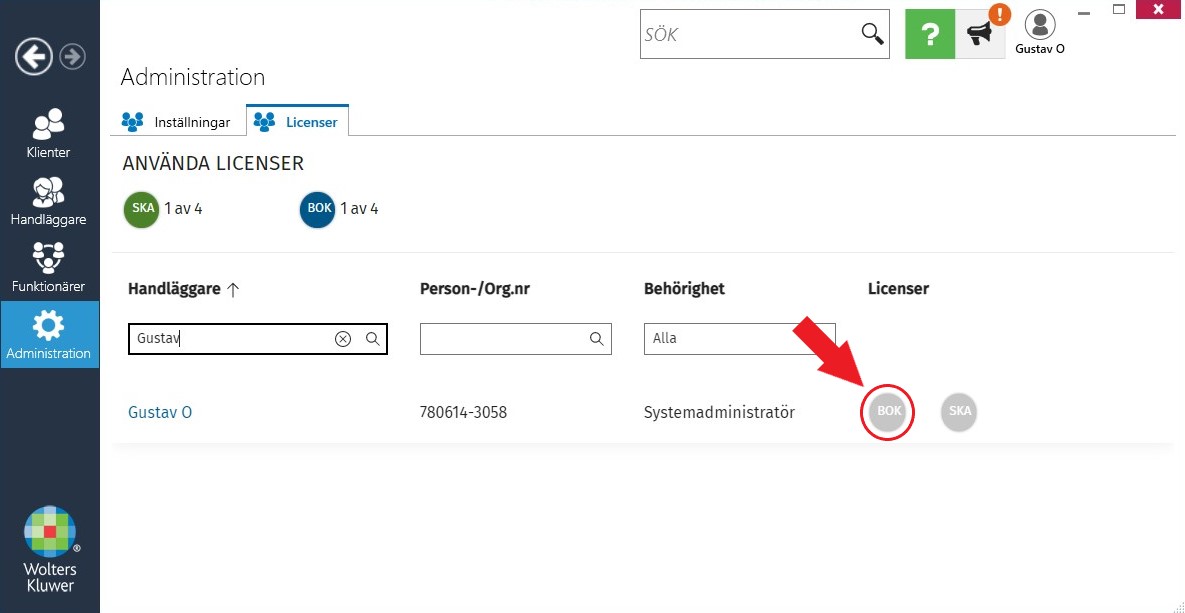 SÖK
?
!
Gustav O
Administration
Klienter
Handläggare
Funktionärer
Administration
Inställningar
Licenser
ANVÄNDA LICENSER
SKA 1 av 4
BOK 1 av 4
Handläggare ↑
Person-/Org.nr
Behörighet
Licenser
Gustav
Alla
Gustav O
780614-3058
Systemadministratör
BOK
SKA
Wolters
Kluwer
®